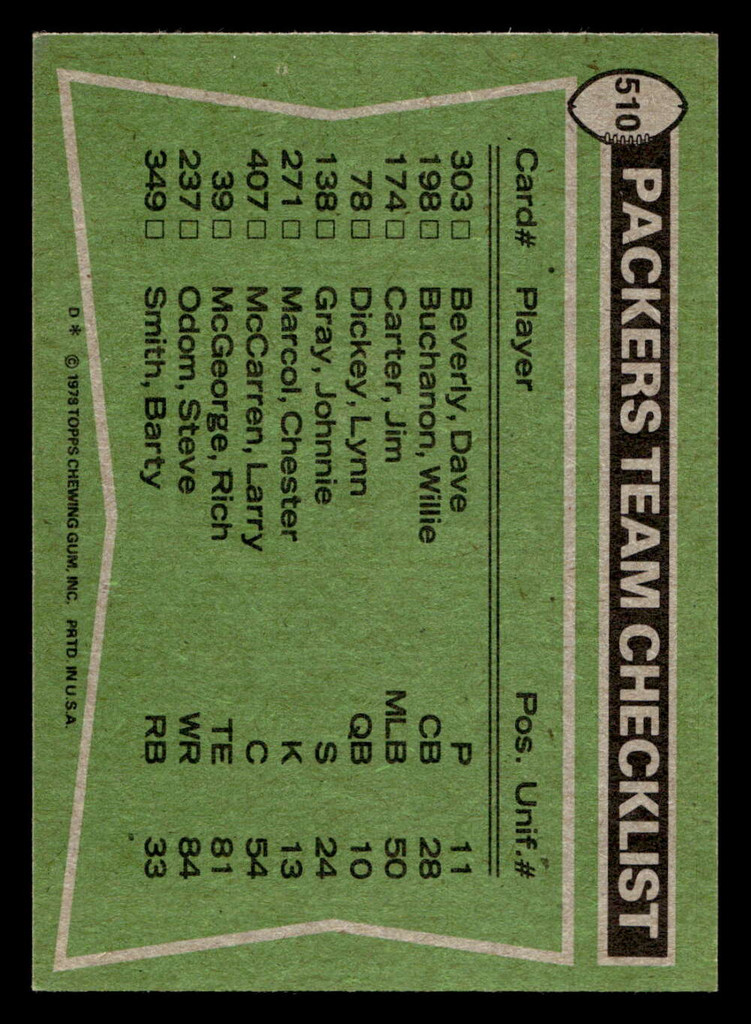 510
PACKERS TEAM CHECKLIST
Card# Player Pos. Unif.#
303 □ Beverly, Dave P 11
198 □ Buchanon, Willie CB 28
174 □ Carter, Jim MLB 50
78 □ Dickey, Lynn QB 10
138 □ Gray, Johnnie S 24
271 □ Marcol, Chester K 13
407 □ McCarren, Larry C 54
39 □ McGeorge, Rich TE 81
237 □ Odom, Steve WR 84
349 □ Smith, Barty RB 33
D* © 1978 TOPPS CHEWING GUM, INC. PRTD. IN U.S.A.